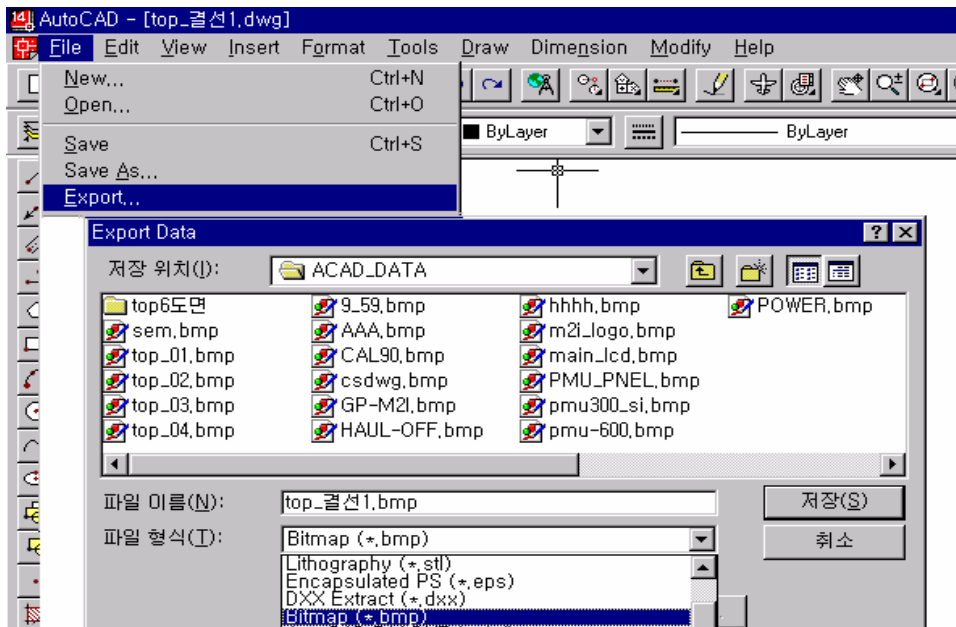 AutoCAD - [top_결선1.dwg]
File Edit View Insert Format Tools Draw Dimension Modify Help
New... Ctrl+N
Open... Ctrl+O
Save Ctrl+S
Save As...
Export...
ByLayer
ByLayer
Export Data
저장 위치(I):
ACAD_DATA
top6도면 9_59.bmp hhhh.bmp POWER.bmp
sem.bmp AAA.bmp m2i_logo.bmp
top_01.bmp CAL90.bmp main_lcd.bmp
top_02.bmp csdwg.bmp PMU_PNEL.bmp
top_03.bmp GP-M2I.bmp pmu300_si.bmp
top_04.bmp HAUL-OFF.bmp pmu-600.bmp
파일 이름(N): top_결선1.bmp 저장(S)
파일 형식(T): Bitmap (*.bmp) 취소
Lithography (*.stl)
Encapsulated PS (*.eps)
DXX Extract (*.dxx)
Bitmap (*.bmp)